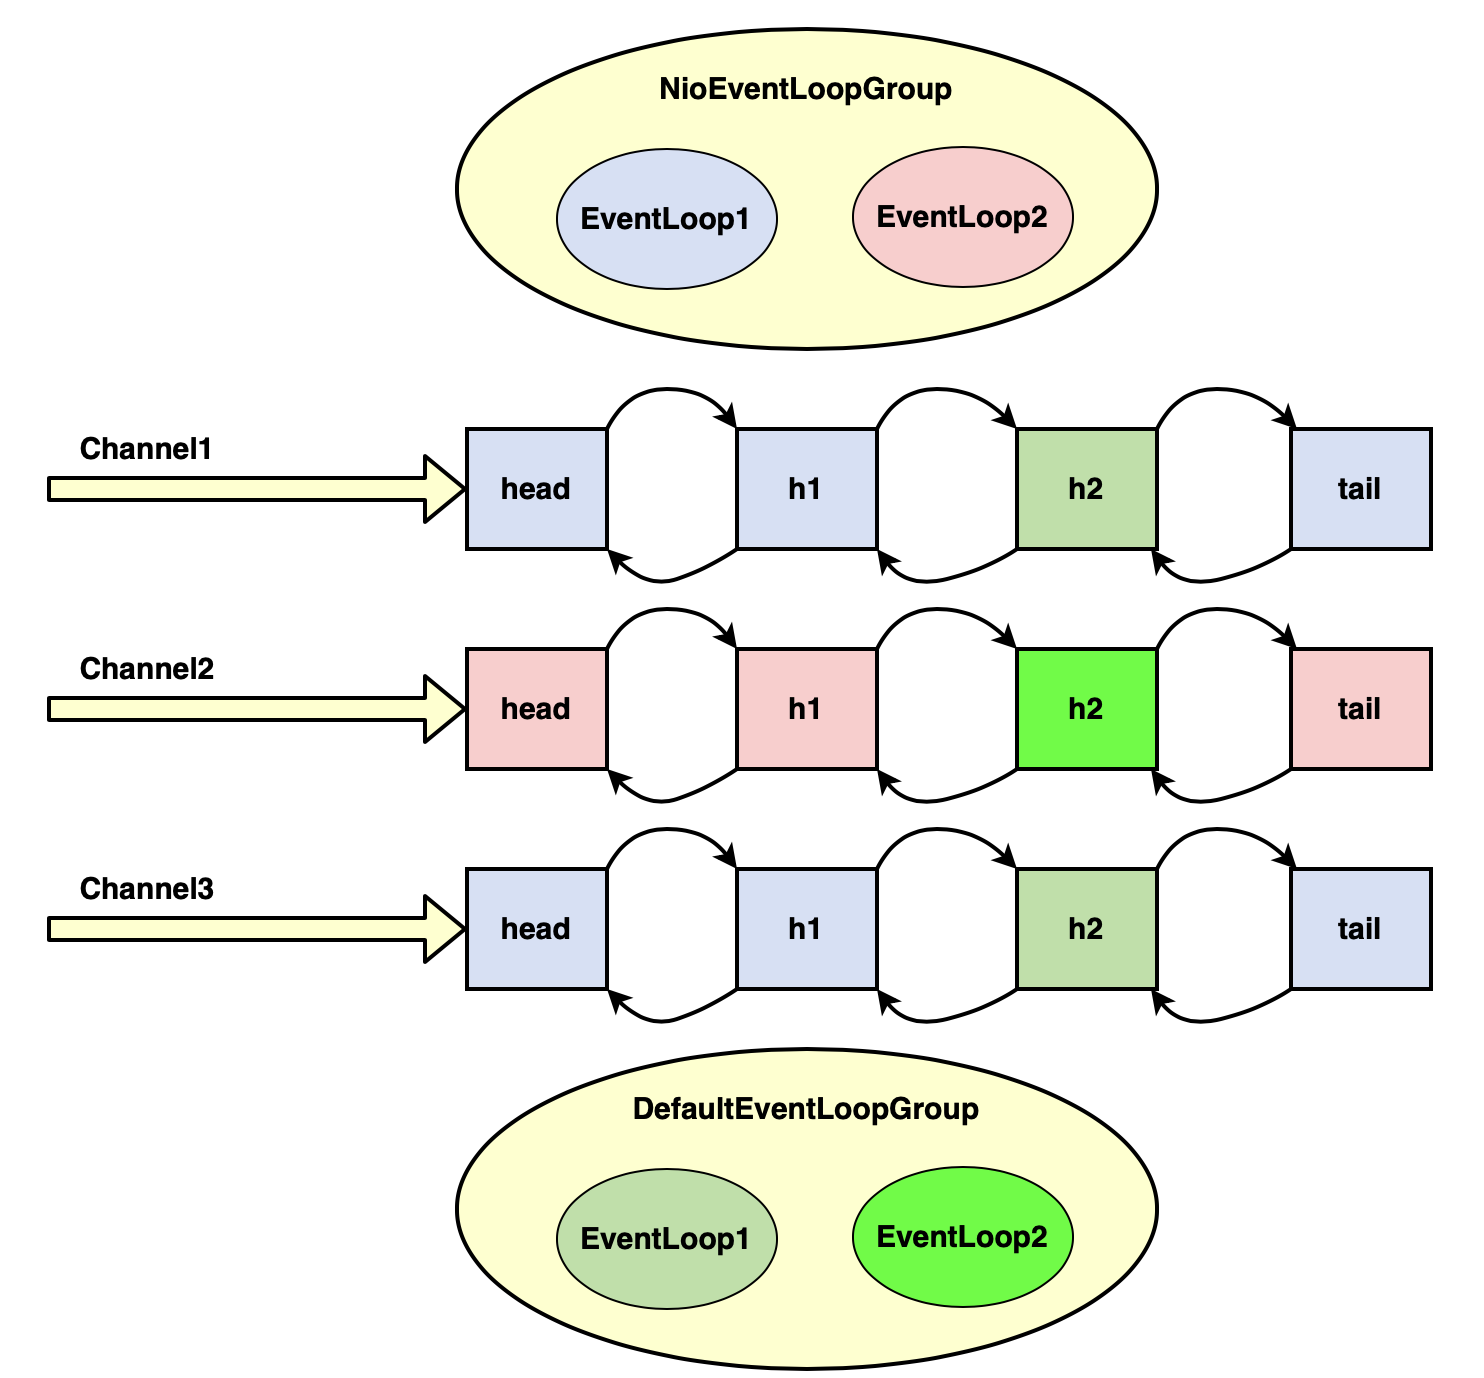 NioEventLoopGroup
EventLoop1 EventLoop2
Channel1
head h1 h2 tail
Channel2
head h1 h2 tail
Channel3
head h1 h2 tail
DefaultEventLoopGroup
EventLoop1 EventLoop2